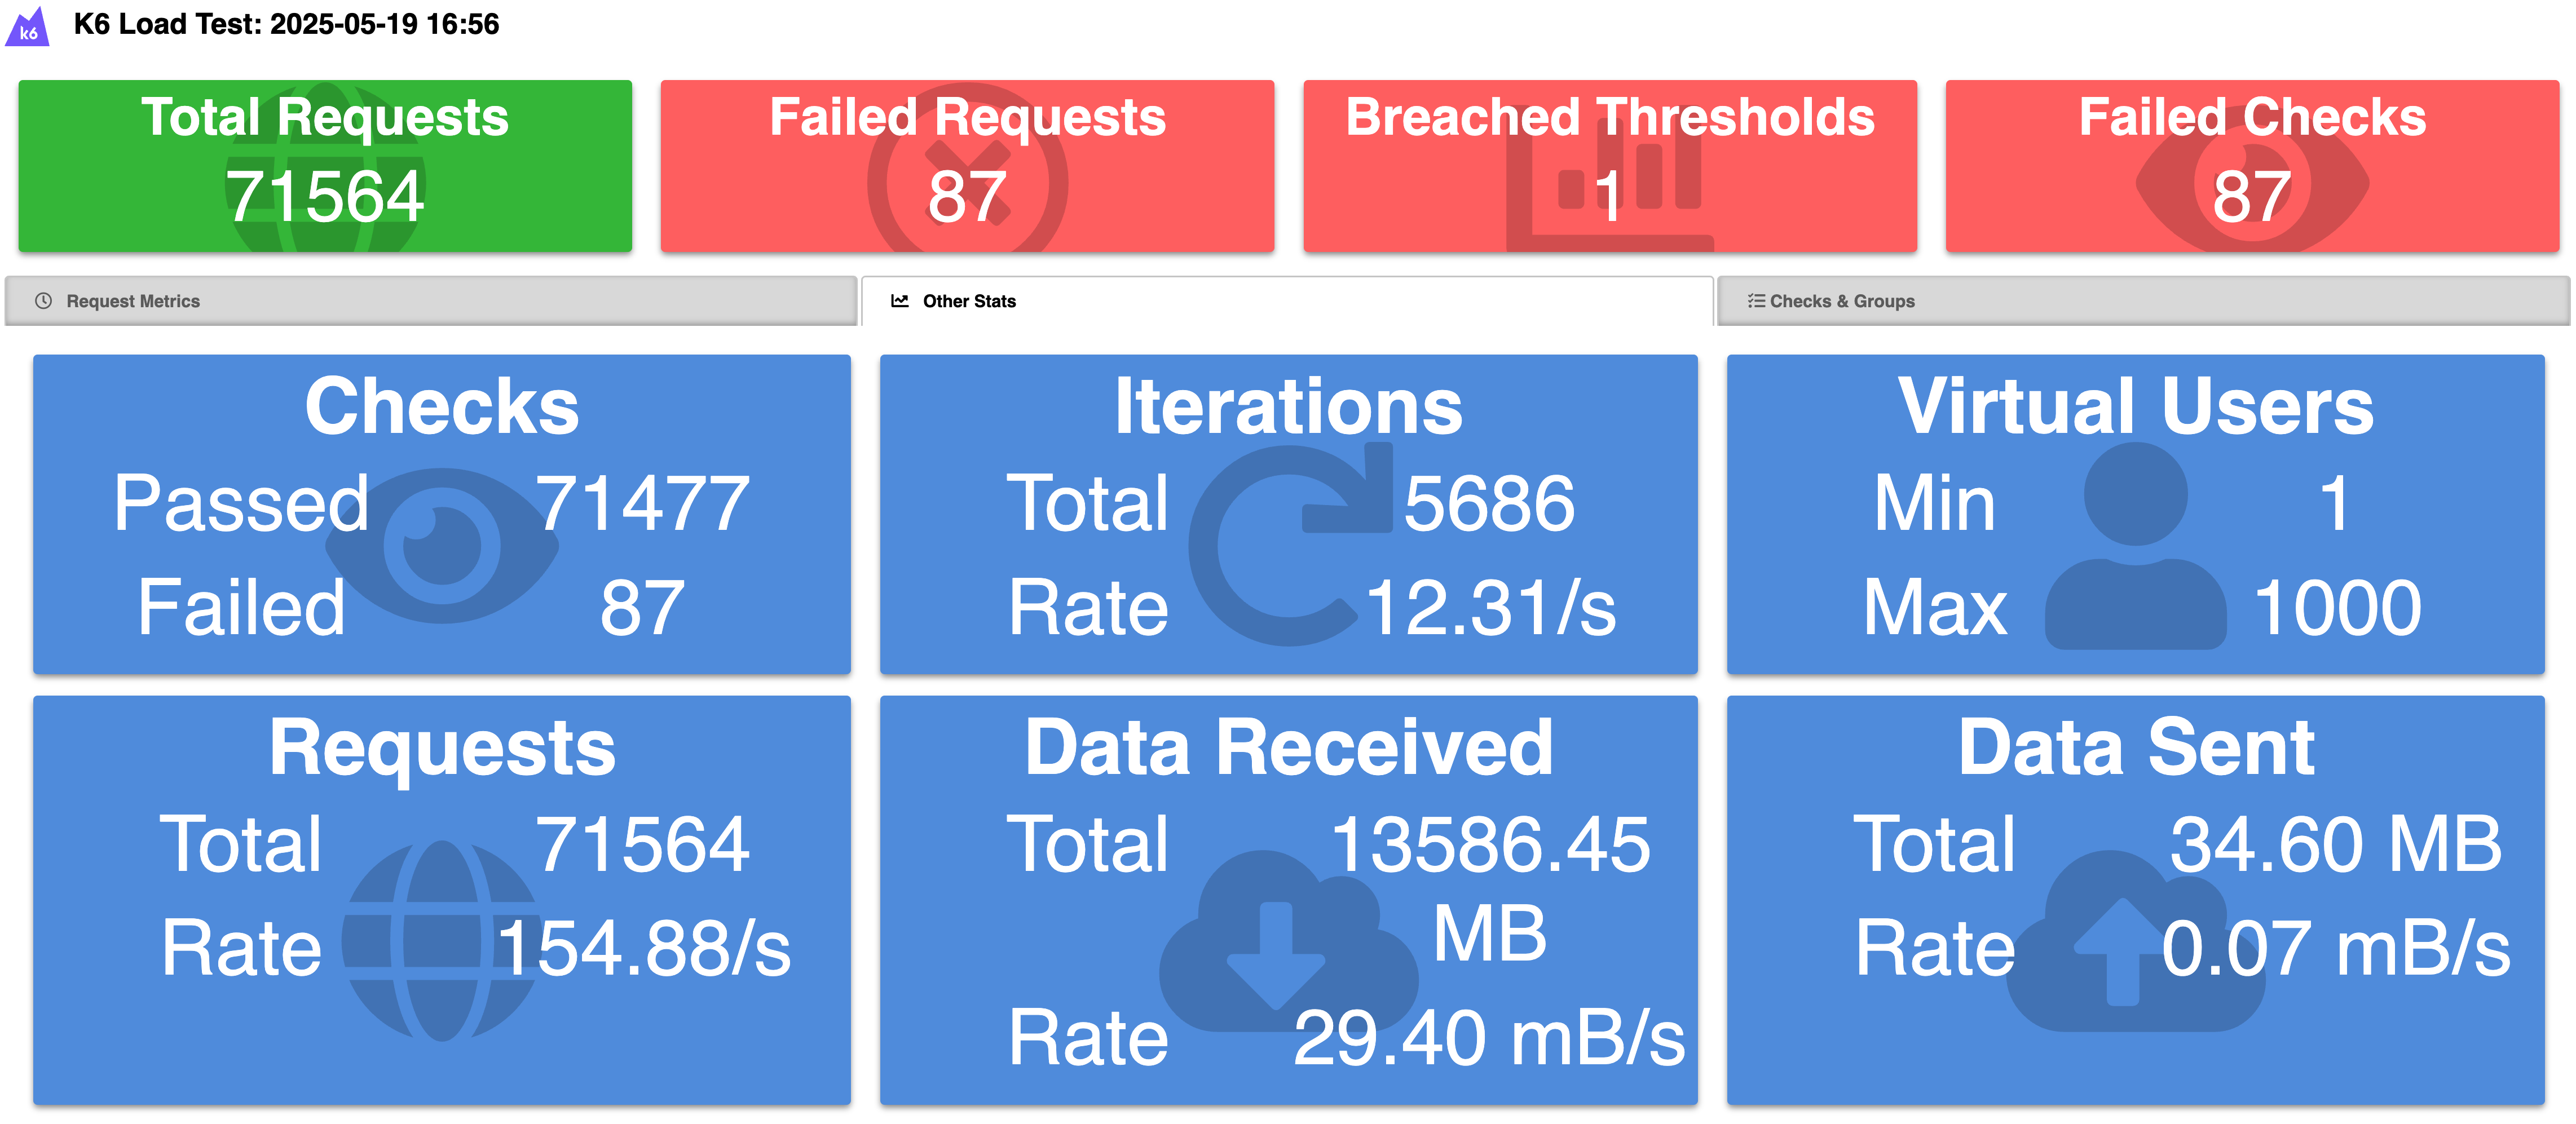 k6 K6 Load Test: 2025-05-19 16:56
Total Requests
71564
Failed Requests
87
Breached Thresholds
1
Failed Checks
87
Request Metrics
Other Stats
Checks & Groups
Checks
Passed 71477
Failed 87
Iterations
Total 5686
Rate 12.31/s
Virtual Users
Min 1
Max 1000
Requests
Total 71564
Rate 154.88/s
Data Received
Total 13586.45
MB
Rate 29.40 mB/s
Data Sent
Total 34.60 MB
Rate 0.07 mB/s